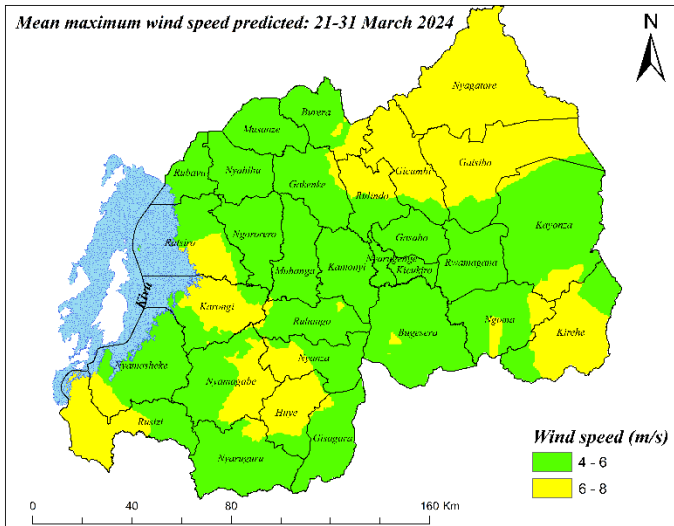 Mean maximum wind speed predicted: 21-31 March 2024
N
Nyagatare
Burera
Musanze
Gicumbi
Gatsibo
Rubavu
Nyabihu
Gakenke
Rulindo
Kayonza
Rutsiro
Ngororero
Gasabo
Muhanga
Kamonyi
Nyarugenge
Kicukiro
Rwamagana
Kivu
Karongi
Ruhango
Bugesera
Ngoma
Kirehe
Nyamasheke
Nyamagabe
Nyanza
Huye
Rusizi
Gisagara
Nyaruguru
Wind speed (m/s)
4 - 6
6 - 8
0 40 80 160 Km